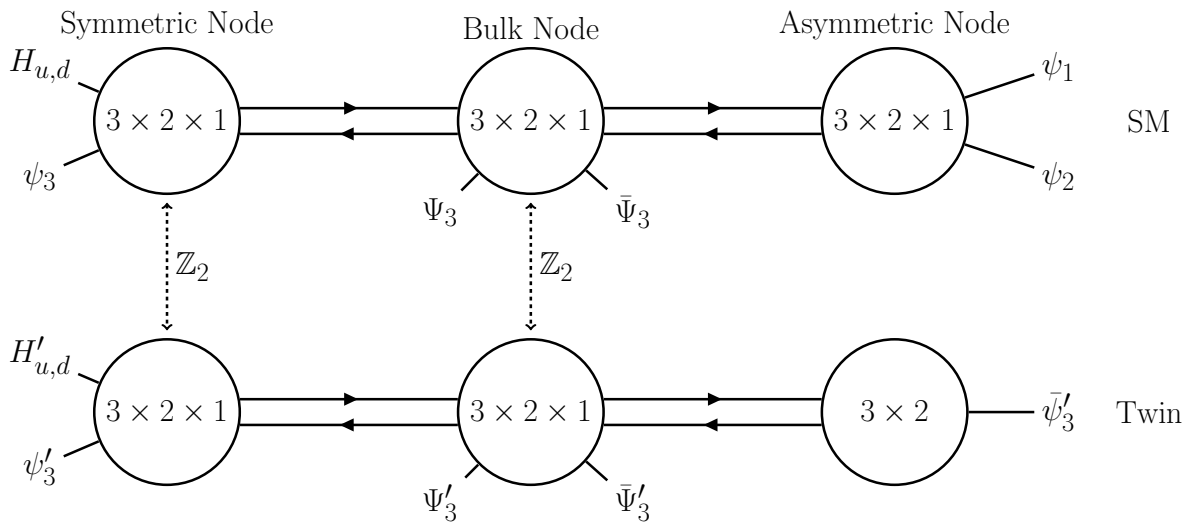 Symmetric Node Bulk Node Asymmetric Node
H_{u,d} ψ_1
3 × 2 × 1 3 × 2 × 1 3 × 2 × 1 SM
ψ_3 Ψ_3 Ψ̄_3 ψ_2
ℤ_2 ℤ_2
H'_{u,d}
3 × 2 × 1 3 × 2 × 1 3 × 2 ψ̄'_3 Twin
ψ'_3 Ψ'_3 Ψ̄'_3